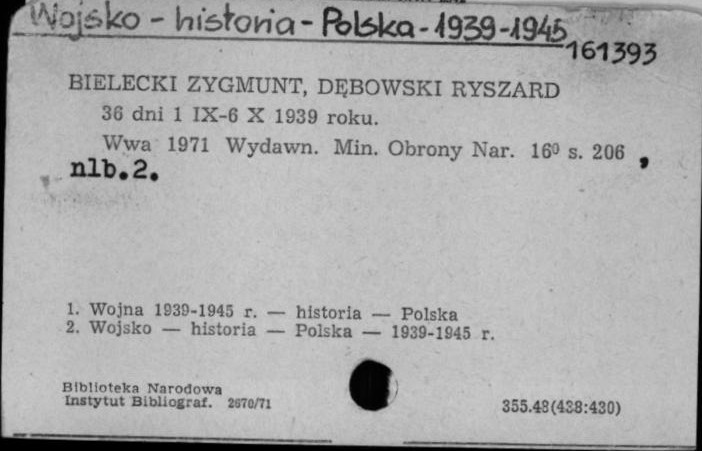 Wojsko - historia - Polska - 1939-1945
161393
BIELECKI ZYGMUNT, DĘBOWSKI RYSZARD
36 dni 1 IX-6 X 1939 roku.
Wwa 1971 Wydawn. Min. Obrony Nar. 16⁰ s. 206 ,
nlb.2.
1. Wojna 1939-1945 r. — historia — Polska
2. Wojsko — historia — Polska — 1939-1945 r.
Biblioteka Narodowa
Instytut Bibliograf. 2670/71
355.48(438:430)